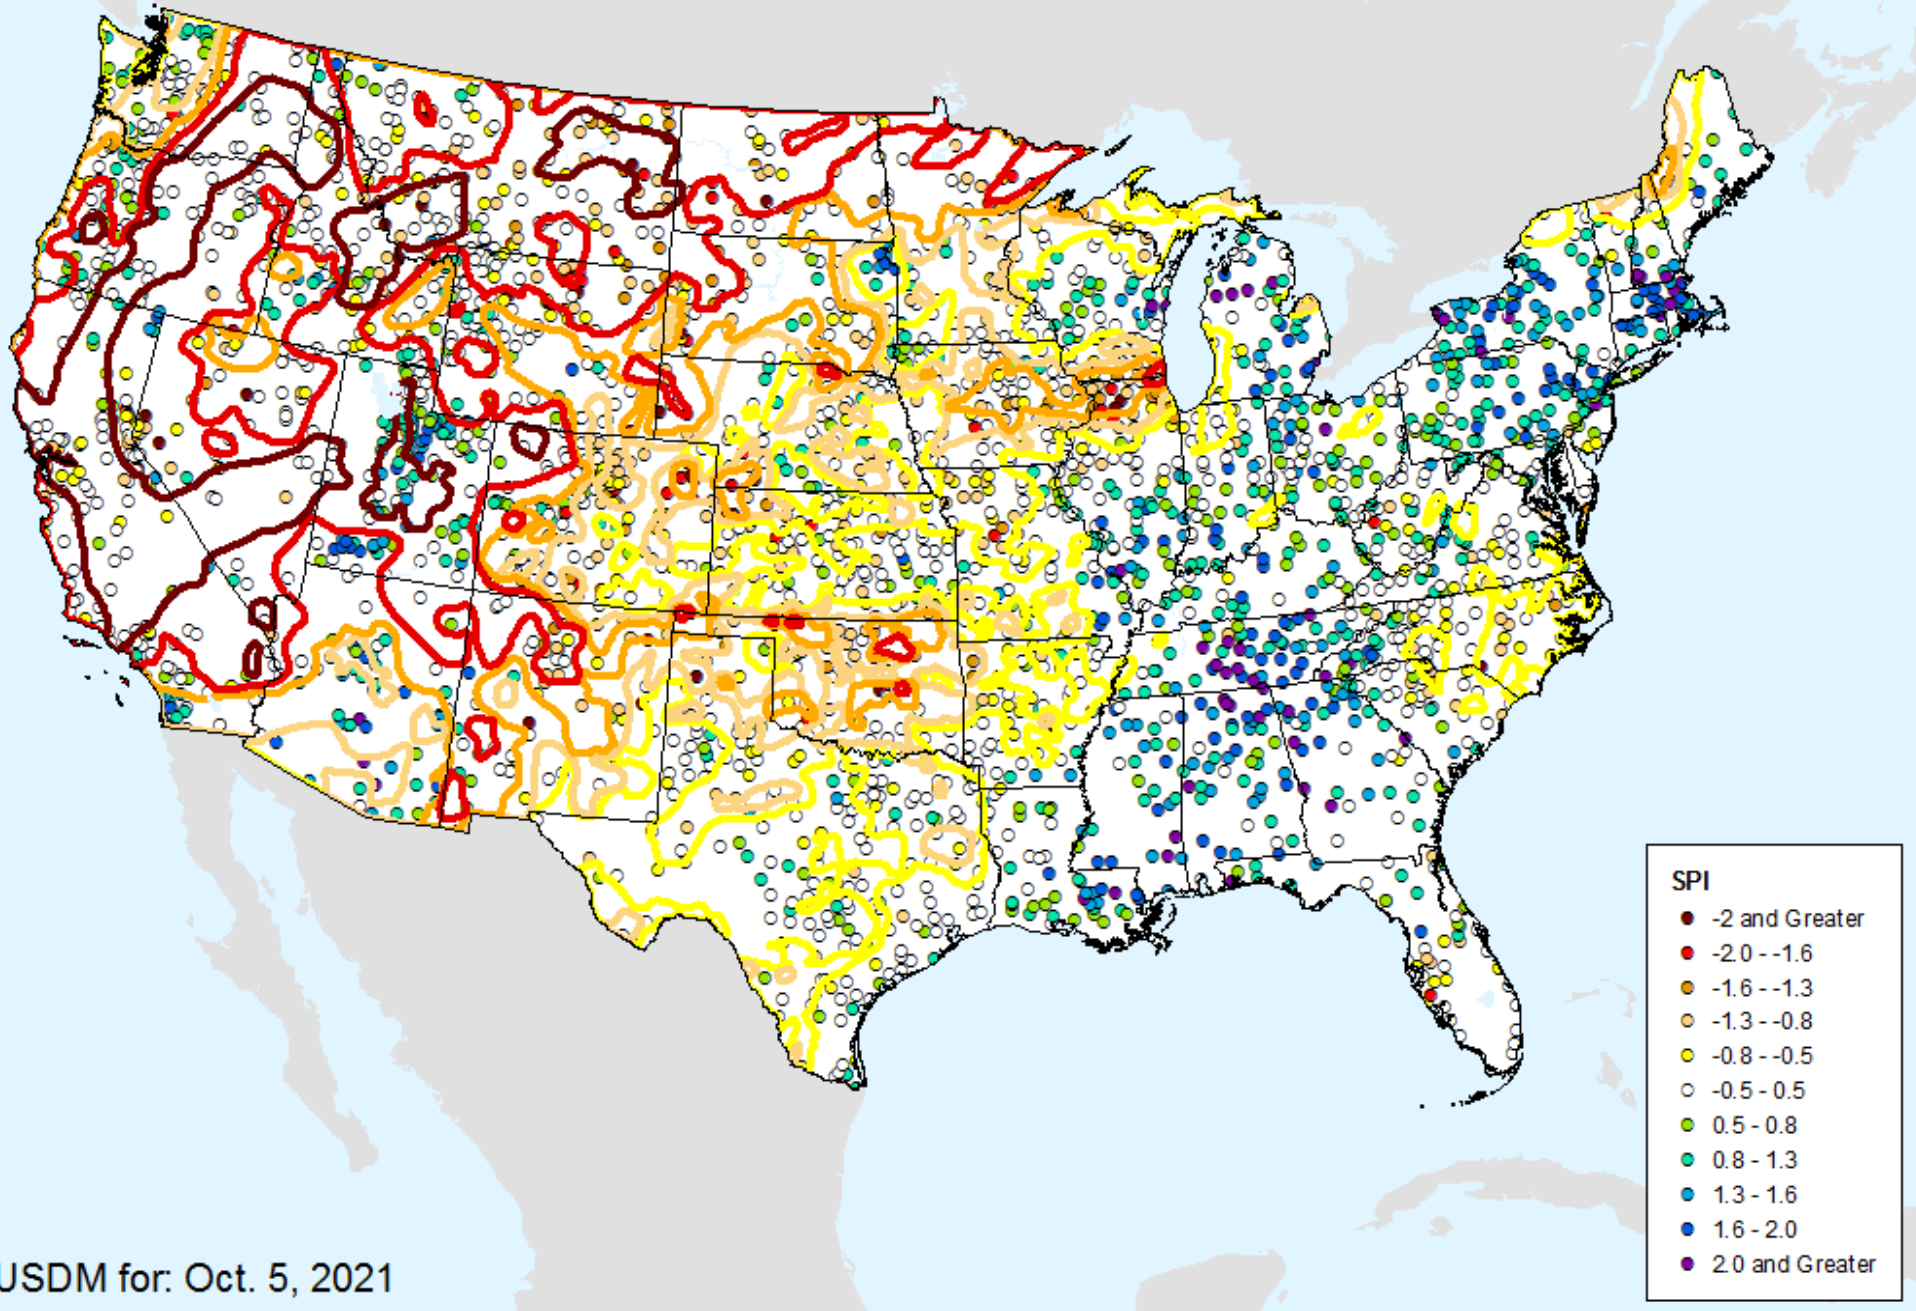 SPI
-2 and Greater
-2.0 - -1.6
-1.6 - -1.3
-1.3 - -0.8
-0.8 - -0.5
-0.5 - 0.5
0.5 - 0.8
0.8 - 1.3
1.3 - 1.6
1.6 - 2.0
2.0 and Greater
USDM for: Oct. 5, 2021